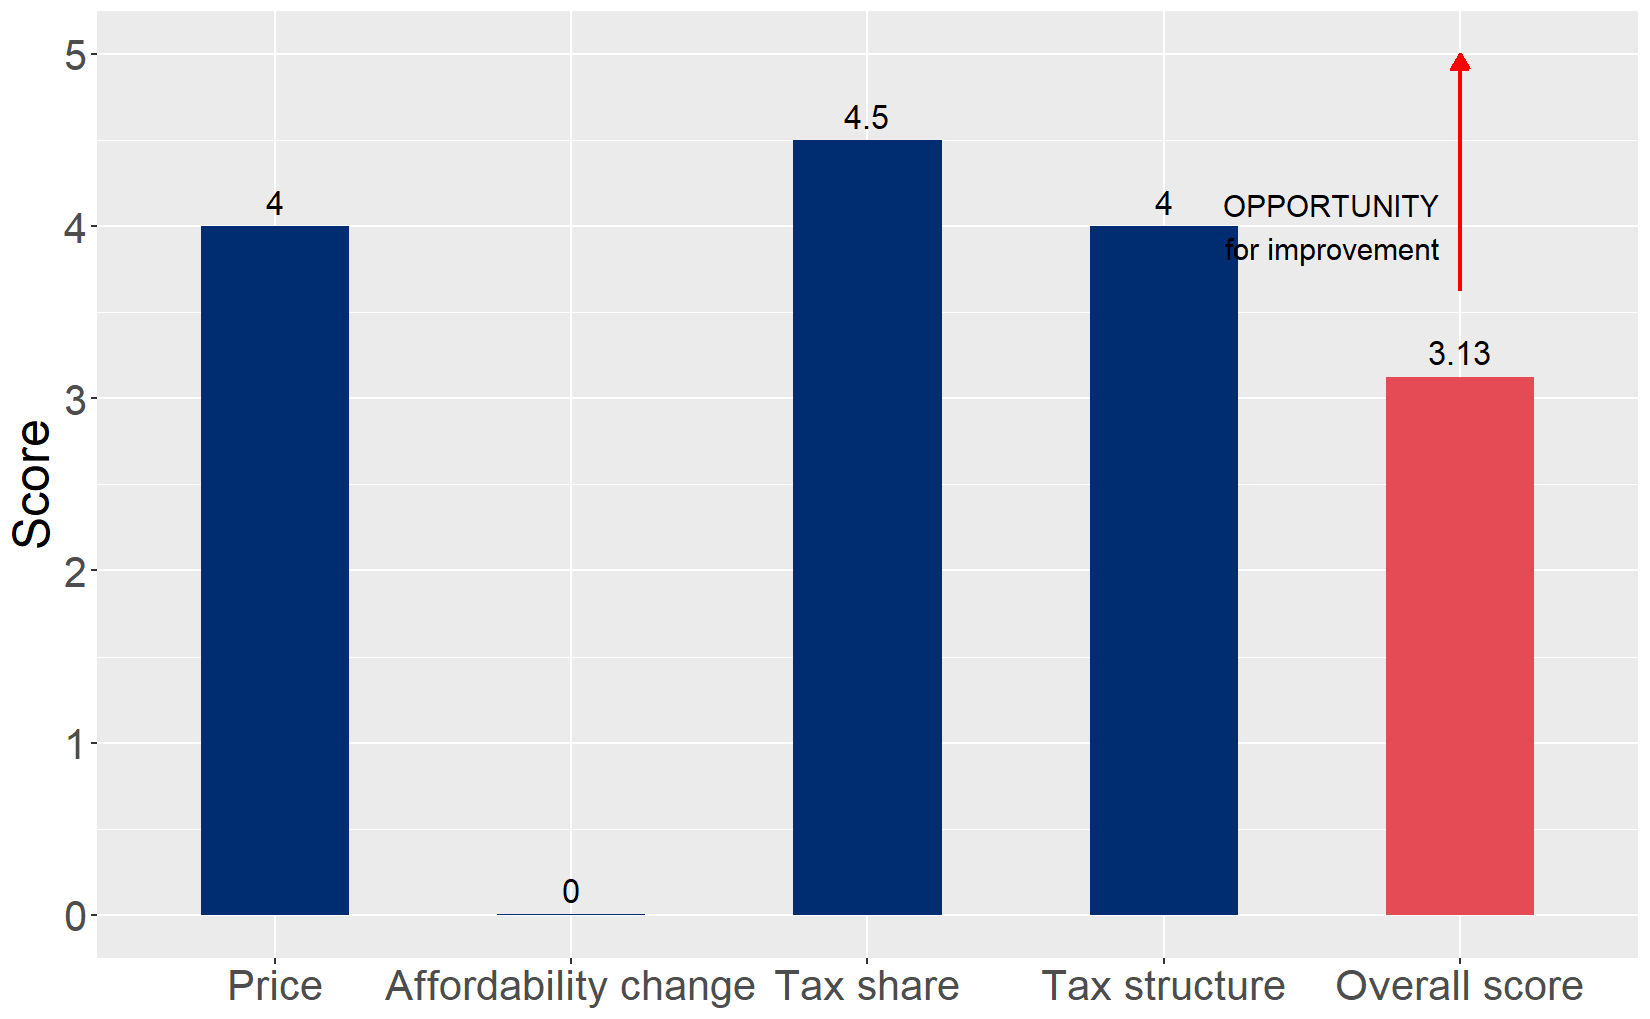 Score
5
4
3
2
1
0
4
0
4.5
4
OPPORTUNITY
for improvement
3.13
Price
Affordability change
Tax share
Tax structure
Overall score